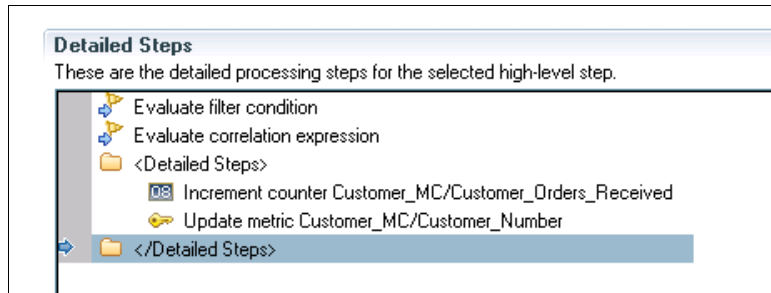 Detailed Steps
These are the detailed processing steps for the selected high-level step.
Evaluate filter condition
Evaluate correlation expression
<Detailed Steps>
08 Increment counter Customer_MC/Customer_Orders_Received
Update metric Customer_MC/Customer_Number
</Detailed Steps>